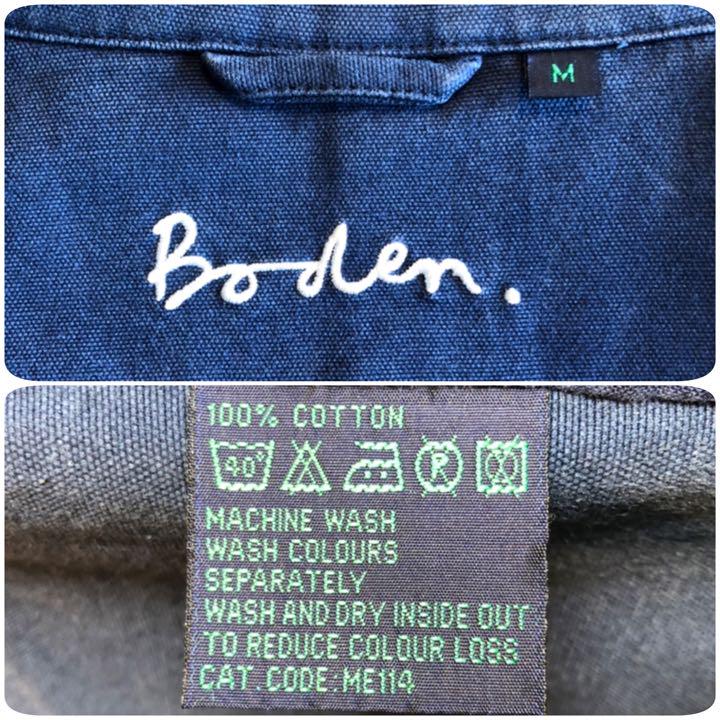 M
Boden.
100% COTTON
40° P
MACHINE WASH
WASH COLOURS
SEPARATELY
WASH AND DRY INSIDE OUT
TO REDUCE COLOUR LOSS
CAT.CODE:ME114